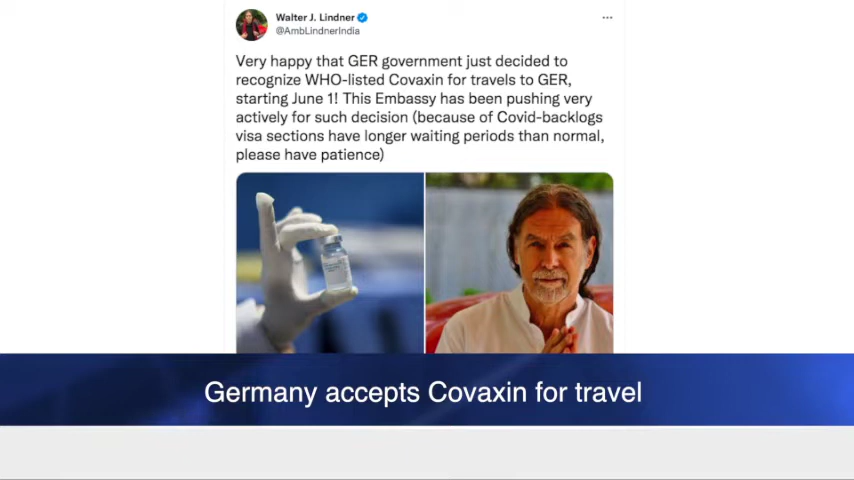 Walter J. Lindner
@AmbLindnerIndia
Very happy that GER government just decided to
recognize WHO-listed Covaxin for travels to GER,
starting June 1! This Embassy has been pushing very
actively for such decision (because of Covid-backlogs
visa sections have longer waiting periods than normal,
please have patience)
Germany accepts Covaxin for travel